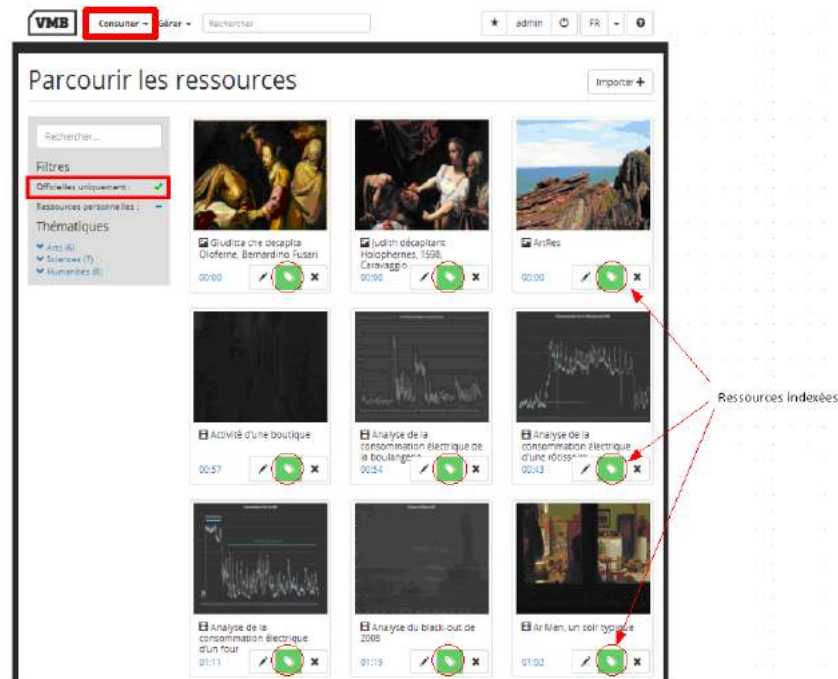 VMB
Consulter
Gérer
Rechercher
admin
FR
Parcourir les ressources
Importer
Rechercher...
Filtres
Officielles uniquement :
Ressources personnelles :
Thématiques
Arts (6)
Sciences (7)
Humanités (8)
Giuditta che decapita
Oloferne, Bernardino Fusari
00:00
Judith décapitant
Holophernes, 1598,
Caravaggio
00:00
ArtRes
00:00
Ressources indexées
Activité d'une boutique
00:57
Analyse de la
consommation électrique de
la boulangerie
00:54
Analyse de la
consommation électrique
d'une rôtisserie
00:43
Analyse de la
consommation électrique
d'un four
01:11
Analyse du black-out de
2008
01:19
Ar Men, un soir typique
01:02